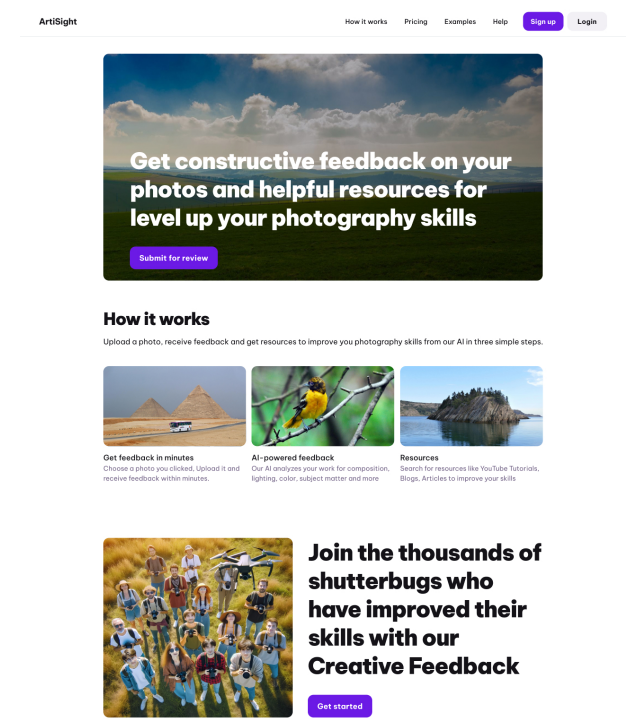 ArtiSight
How it works
Pricing
Examples
Help
Sign up
Login
Get constructive feedback on your
photos and helpful resources for
level up your photography skills
Submit for review
How it works
Upload a photo, receive feedback and get resources to improve you photography skills from our AI in three simple steps.
Get feedback in minutes
Choose a photo you clicked, Upload it and
receive feedback within minutes.
AI-powered feedback
Our AI analyzes your work for composition,
lighting, color, subject matter and more
Resources
Search for resources like YouTube Tutorials,
Blogs, Articles to improve your skills
Join the thousands of
shutterbugs who
have improved their
skills with our
Creative Feedback
Get started